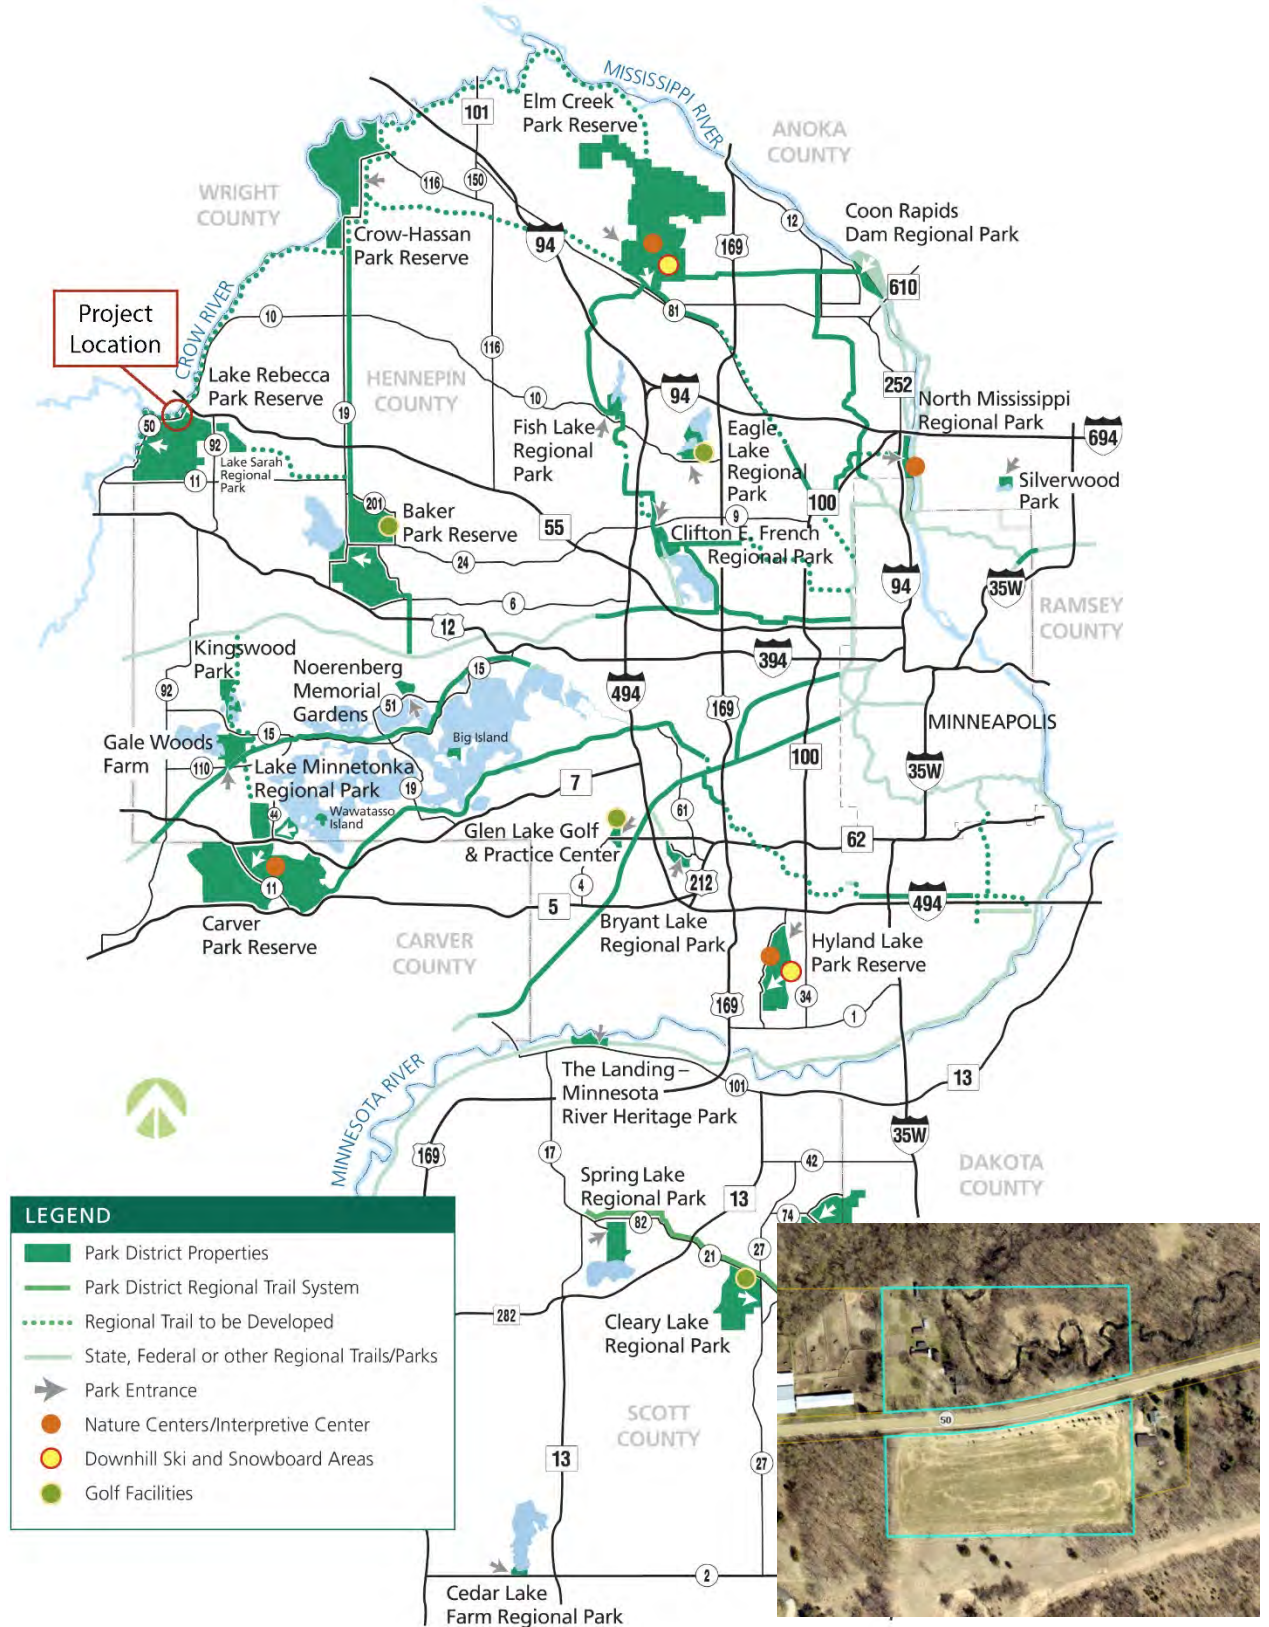 MISSISSIPPI RIVER
Elm Creek
Park Reserve
101
ANOKA
COUNTY
WRIGHT
COUNTY
116
150
12
Coon Rapids
Dam Regional Park
Crow-Hassan
Park Reserve
94
169
610
Project
Location
CROW RIVER
10
81
116
Lake Rebecca
Park Reserve
HENNEPIN
COUNTY
94
252
North Mississippi
Regional Park
50
92
19
10
Fish Lake
Regional
Park
Eagle
Lake
Regional
Park
694
Lake Sarah
Regional
Park
11
Silverwood
Park
201
Baker
Park Reserve
55
100
9
Clifton E. French
Regional Park
24
94
35W
6
RAMSEY
COUNTY
12
Kingswood
Park
Noerenberg
Memorial
Gardens
15
394
92
51
494
169
MINNEAPOLIS
Gale Woods
Farm
15
Big Island
110
Lake Minnetonka
Regional Park
100
35W
19
7
44
Wawatasso
Island
61
Glen Lake Golf
& Practice Center
62
11
4
212
5
494
Carver
Park Reserve
CARVER
COUNTY
Bryant Lake
Regional Park
Hyland Lake
Park Reserve
34
169
1
MINNESOTA RIVER
The Landing–
Minnesota
River Heritage Park
101
13
35W
169
17
42
DAKOTA
COUNTY
Spring Lake
Regional Park
13
82
74
21
27
LEGEND
Park District Properties
Park District Regional Trail System
Regional Trail to be Developed
State, Federal or other Regional Trails/Parks
Park Entrance
Nature Centers/Interpretive Center
Downhill Ski and Snowboard Areas
Golf Facilities
282
Cleary Lake
Regional Park
50
SCOTT
COUNTY
13
27
2
Cedar Lake
Farm Regional Park